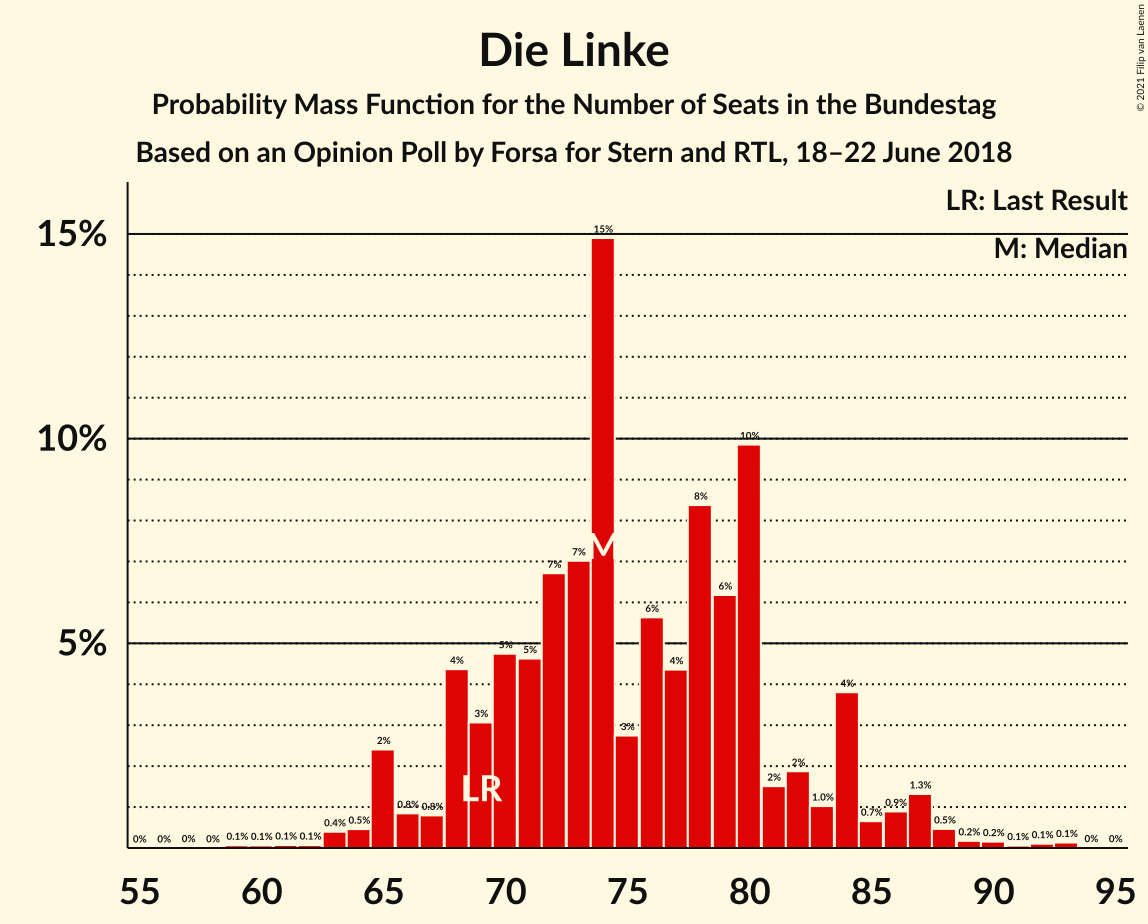 Die Linke
Probability Mass Function for the Number of Seats in the Bundestag
Based on an Opinion Poll by Forsa for Stern and RTL, 18–22 June 2018
© 2021 Filip van Laenen
LR: Last Result
M: Median
15%
10%
5%
0% 0% 0% 0% 0.1% 0.1% 0.1% 0.1% 0.4% 0.5% 2% 0.8% 0.8% 4% 3% 5% 5% 7% 7% 15% 3% 6% 4% 8% 6% 10% 2% 2% 1.0% 4% 0.7% 0.9% 1.3% 0.5% 0.2% 0.2% 0.1% 0.1% 0.1% 0% 0%
M
LR
55 60 65 70 75 80 85 90 95